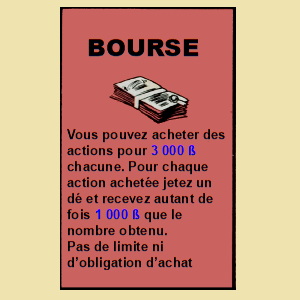 BOURSE
Vous pouvez acheter des
actions pour 3 000 ß
chacune. Pour chaque
action achetée jetez un
dé et recevez autant de
fois 1 000 ß que le
nombre obtenu.
Pas de limite ni
d'obligation d'achat